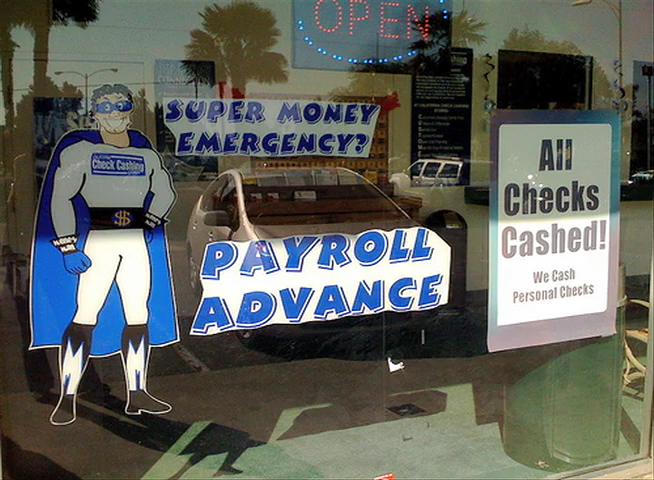 OPEN
SUPER MONEY
EMERGENCY?
Check Cashing
$
PAYROLL
ADVANCE
All
Checks
Cashed!
We Cash
Personal Checks